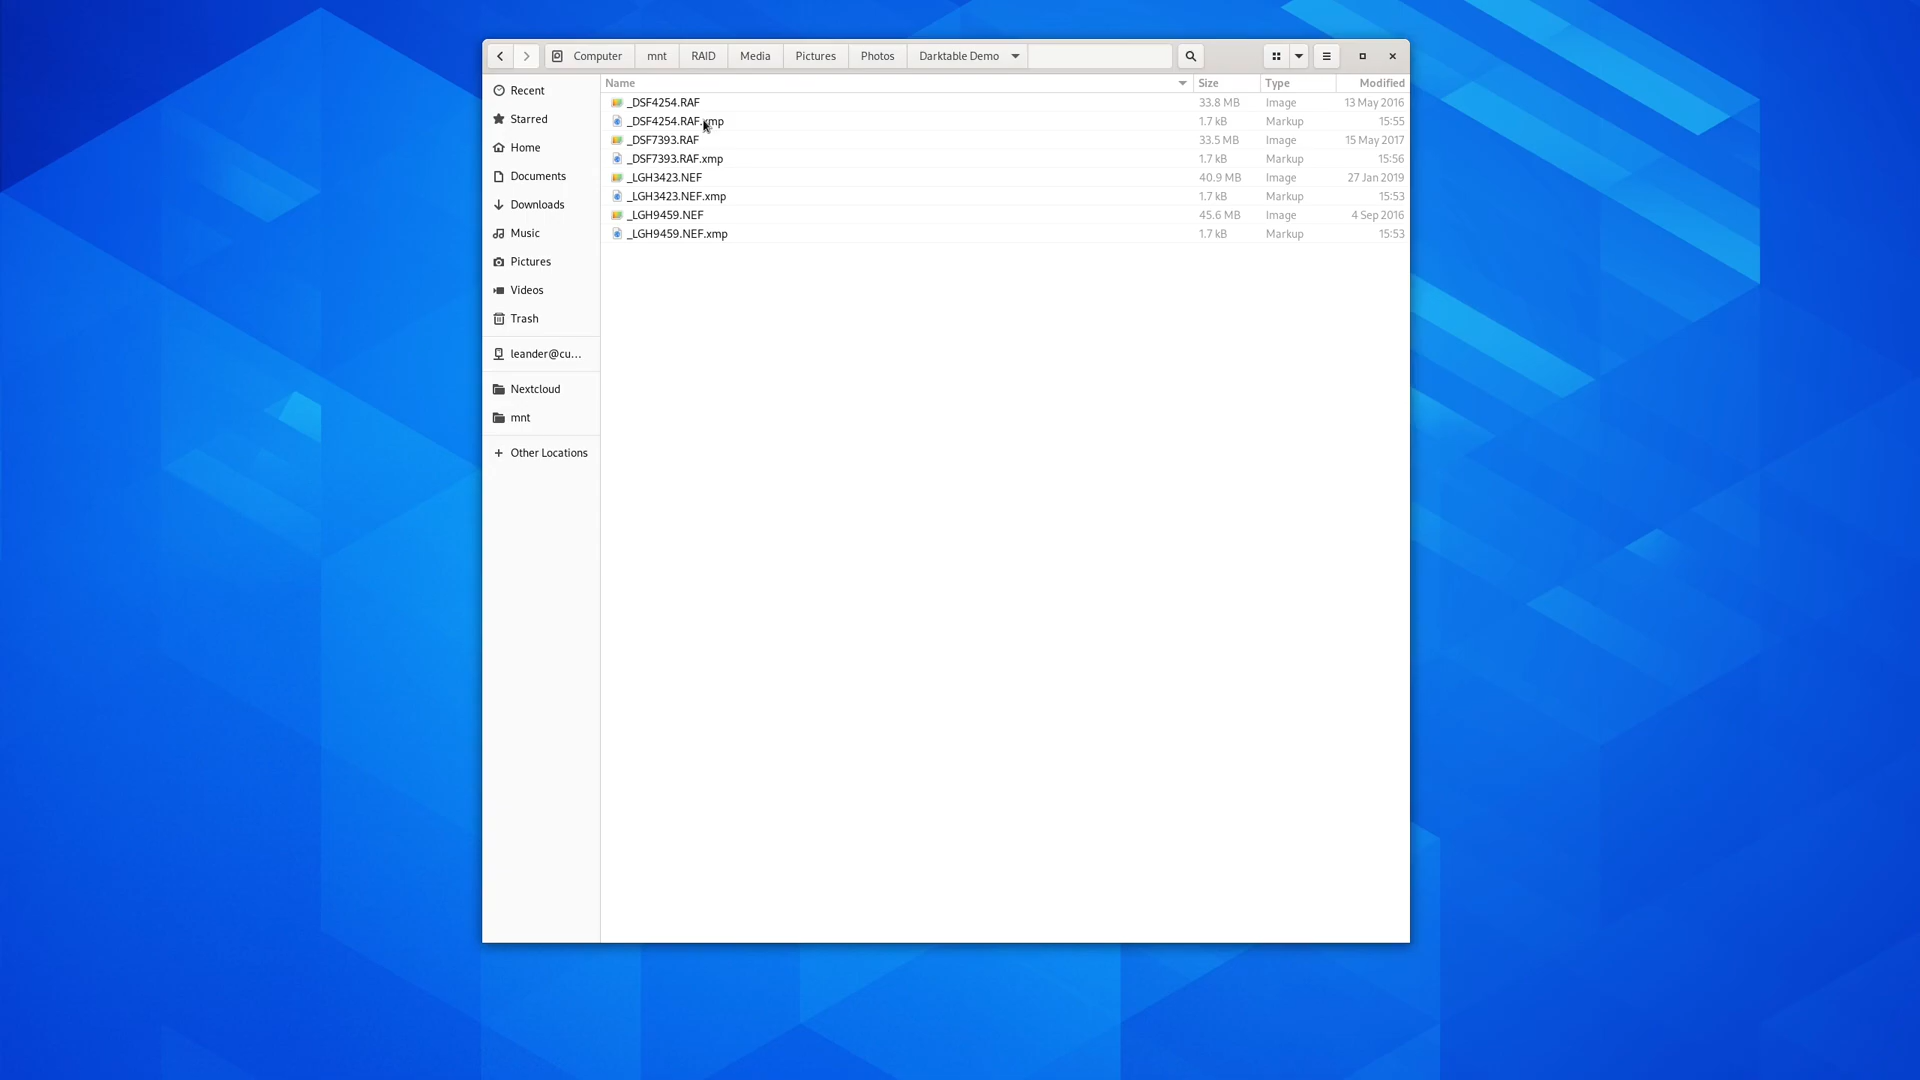 Computer mnt RAID Media Pictures Photos Darktable Demo
Name Size Type Modified
Recent
Starred
Home
Documents
Downloads
Music
Pictures
Videos
Trash
leander@cu...
Nextcloud
mnt
Other Locations
_DSF4254.RAF 33.8 MB Image 13 May 2016
_DSF4254.RAF.xmp 1.7 kB Markup 15:55
_DSF7393.RAF 33.5 MB Image 15 May 2017
_DSF7393.RAF.xmp 1.7 kB Markup 15:56
_LGH3423.NEF 40.9 MB Image 27 Jan 2019
_LGH3423.NEF.xmp 1.7 kB Markup 15:53
_LGH9459.NEF 45.6 MB Image 4 Sep 2016
_LGH9459.NEF.xmp 1.7 kB Markup 15:53